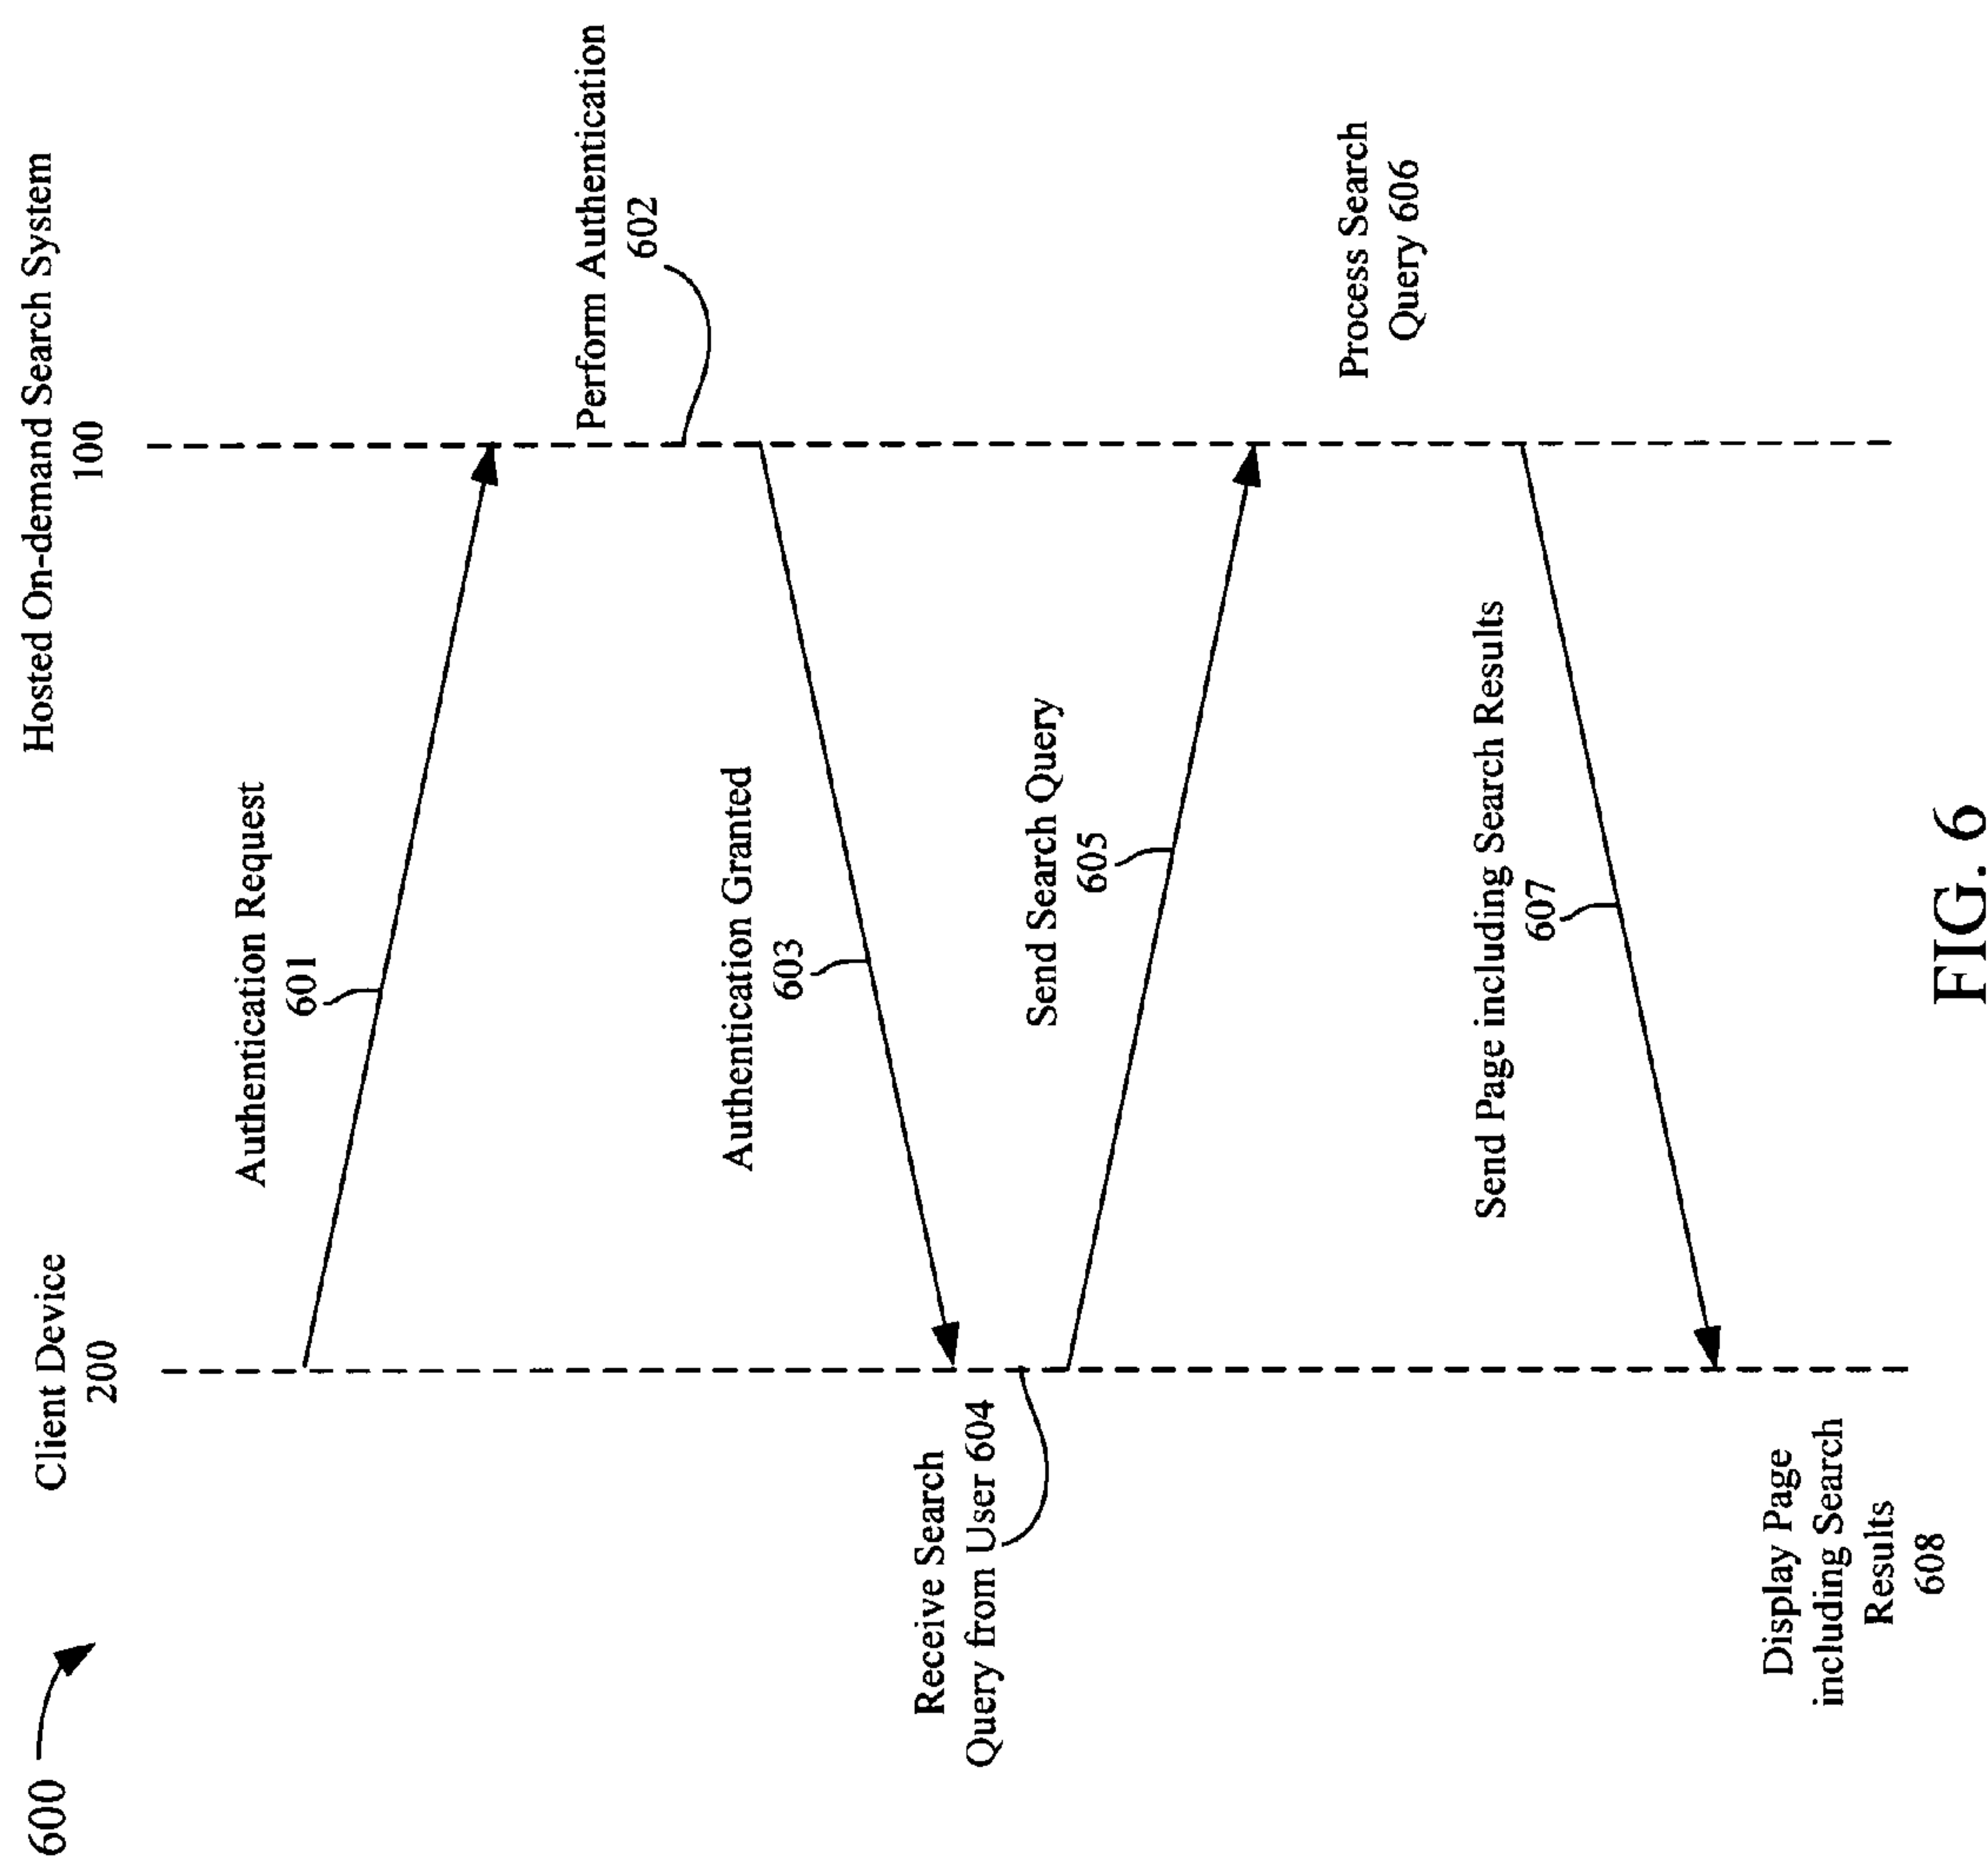 600
Client Device
200
Hosted On-demand Search System
100
Authentication Request
601
Perform Authentication
602
Authentication Granted
603
Receive Search
Query from User 604
Send Search Query
605
Process Search
Query 606
Send Page including Search Results
607
Display Page
including Search
Results
608
FIG. 6